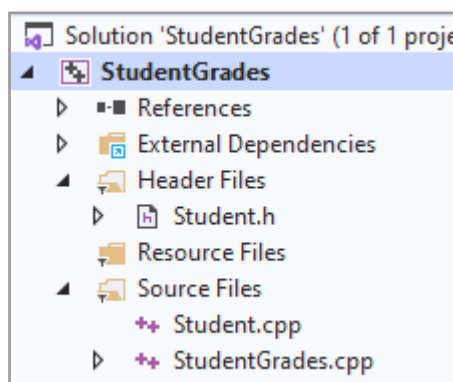 Solution 'StudentGrades' (1 of 1 proje
StudentGrades
References
External Dependencies
Header Files
Student.h
Resource Files
Source Files
Student.cpp
StudentGrades.cpp